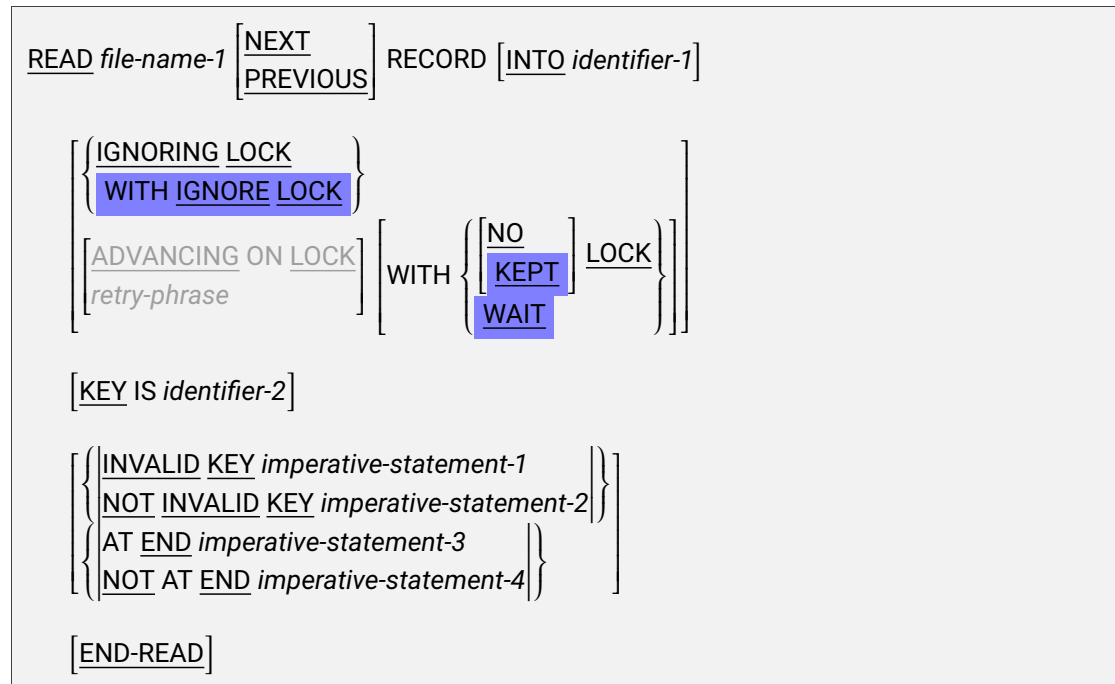 READ file-name-1 NEXT RECORD INTO identifier-1
PREVIOUS
IGNORING LOCK
WITH IGNORE LOCK
ADVANCING ON LOCK
retry-phrase
WITH
NO
KEPT
LOCK
WAIT
KEY IS identifier-2
INVALID KEY imperative-statement-1
NOT INVALID KEY imperative-statement-2
AT END imperative-statement-3
NOT AT END imperative-statement-4
END-READ